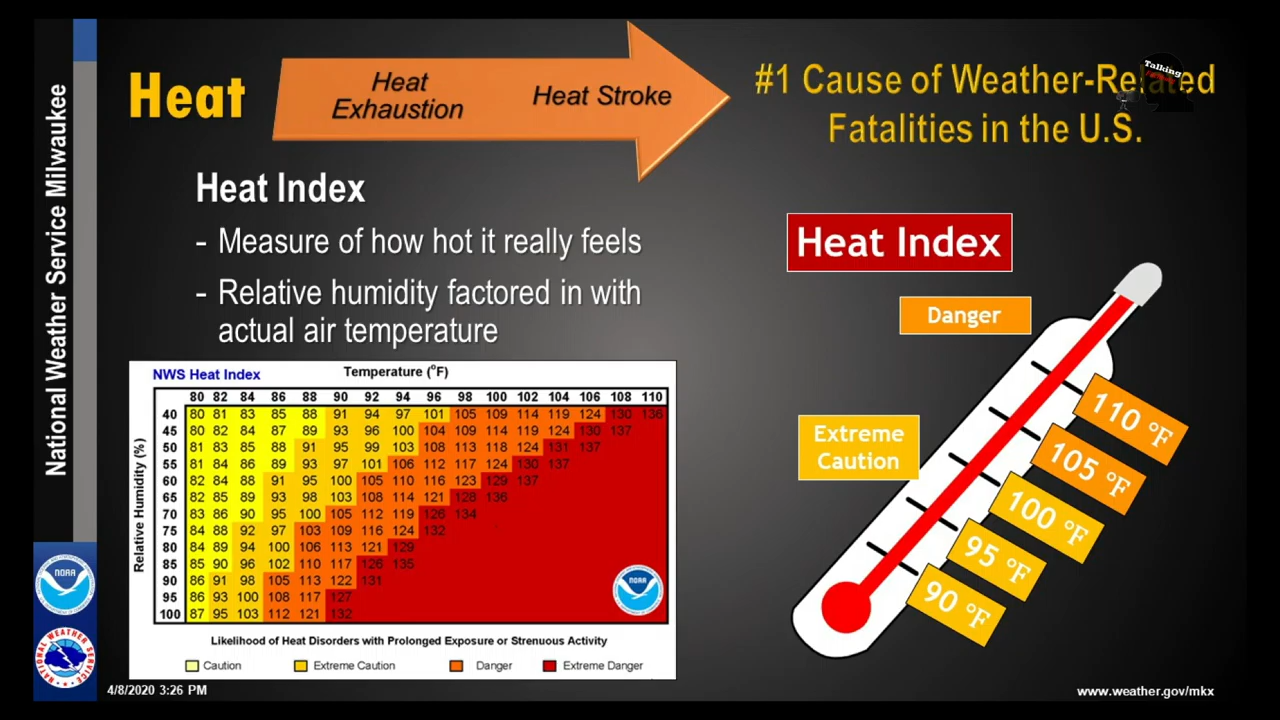 National Weather Service Milwaukee
Heat
Heat
Exhaustion
Heat Stroke
#1 Cause of Weather-Related
Fatalities in the U.S.
Talking
Heat Index
- Measure of how hot it really feels
- Relative humidity factored in with
actual air temperature
Heat Index
Danger
Extreme
Caution
110 °F
105 °F
100 °F
95 °F
90 °F
NWS Heat Index
Temperature (°F)
80 82 84 86 88 90 92 94 96 98 100 102 104 106 108 110
Relative Humidity (%)
40 80 81 83 85 88 91 94 97 101 105 109 114 119 124 130 136
45 80 82 84 87 89 93 96 100 104 109 114 119 124 130 137
50 81 83 85 88 91 95 99 103 108 113 118 124 131 137
55 81 84 86 89 93 97 101 106 112 117 124 130 137
60 82 84 88 91 95 100 105 110 116 123 129 137
65 82 85 89 93 98 103 108 114 121 128 136
70 83 86 90 95 100 105 112 119 126 134
75 84 88 92 97 103 109 116 124 132
80 84 89 94 100 106 113 121 129
85 85 90 96 102 110 117 126 135
90 86 91 98 105 113 122 131
95 86 93 100 108 117 127
100 87 95 103 112 121 132
NOAA
Likelihood of Heat Disorders with Prolonged Exposure or Strenuous Activity
Caution Extreme Caution Danger Extreme Danger
NOAA
NATIONAL WEATHER SERVICE
4/8/2020 3:26 PM
www.weather.gov/mkx